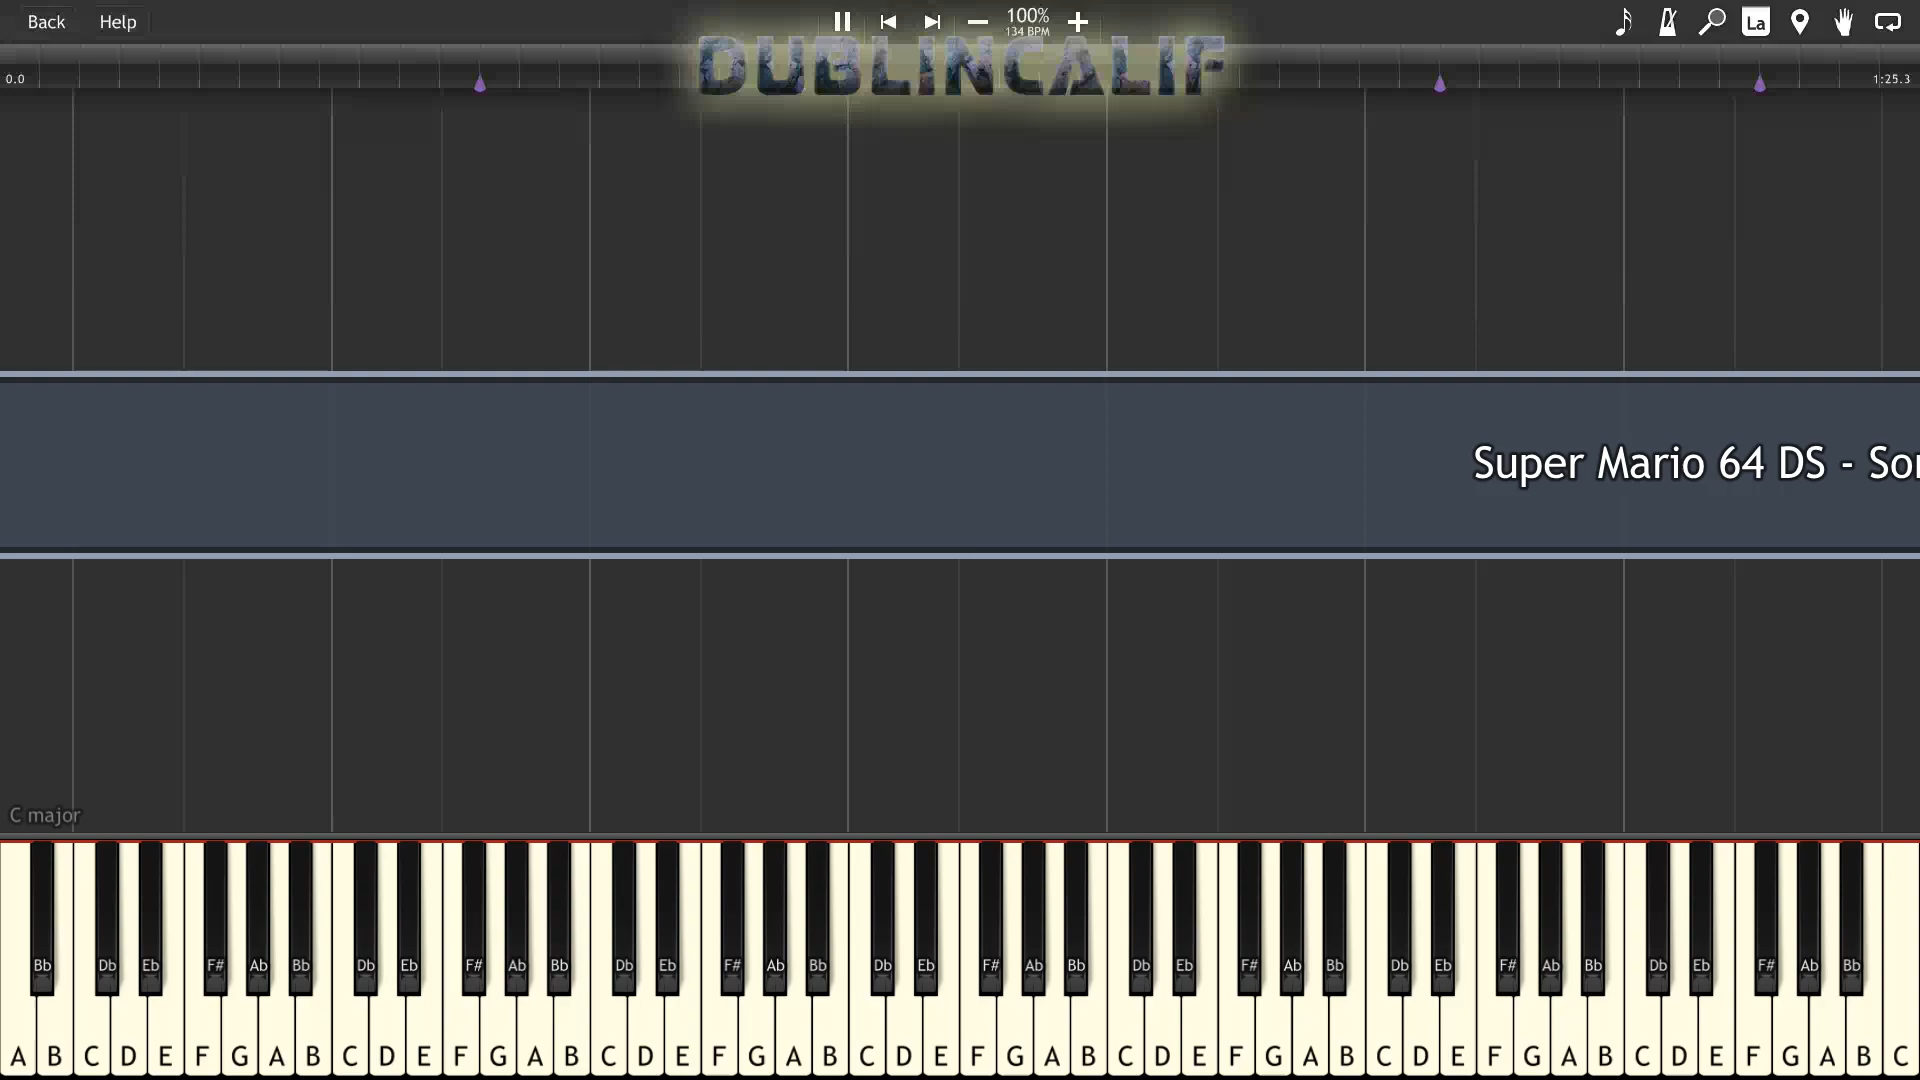 Back Help 100%
134 BPM
DUBLINCALIF
0.0 1:25.3
Super Mario 64 DS - So
C major
Bb Db Eb F# Ab Bb Db Eb F# Ab Bb Db Eb F# Ab Bb Db Eb F# Ab Bb Db Eb F# Ab Bb Db Eb F# Ab Bb Db Eb F# Ab Bb
A B C D E F G A B C D E F G A B C D E F G A B C D E F G A B C D E F G A B C D E F G A B C D E F G A B C
La